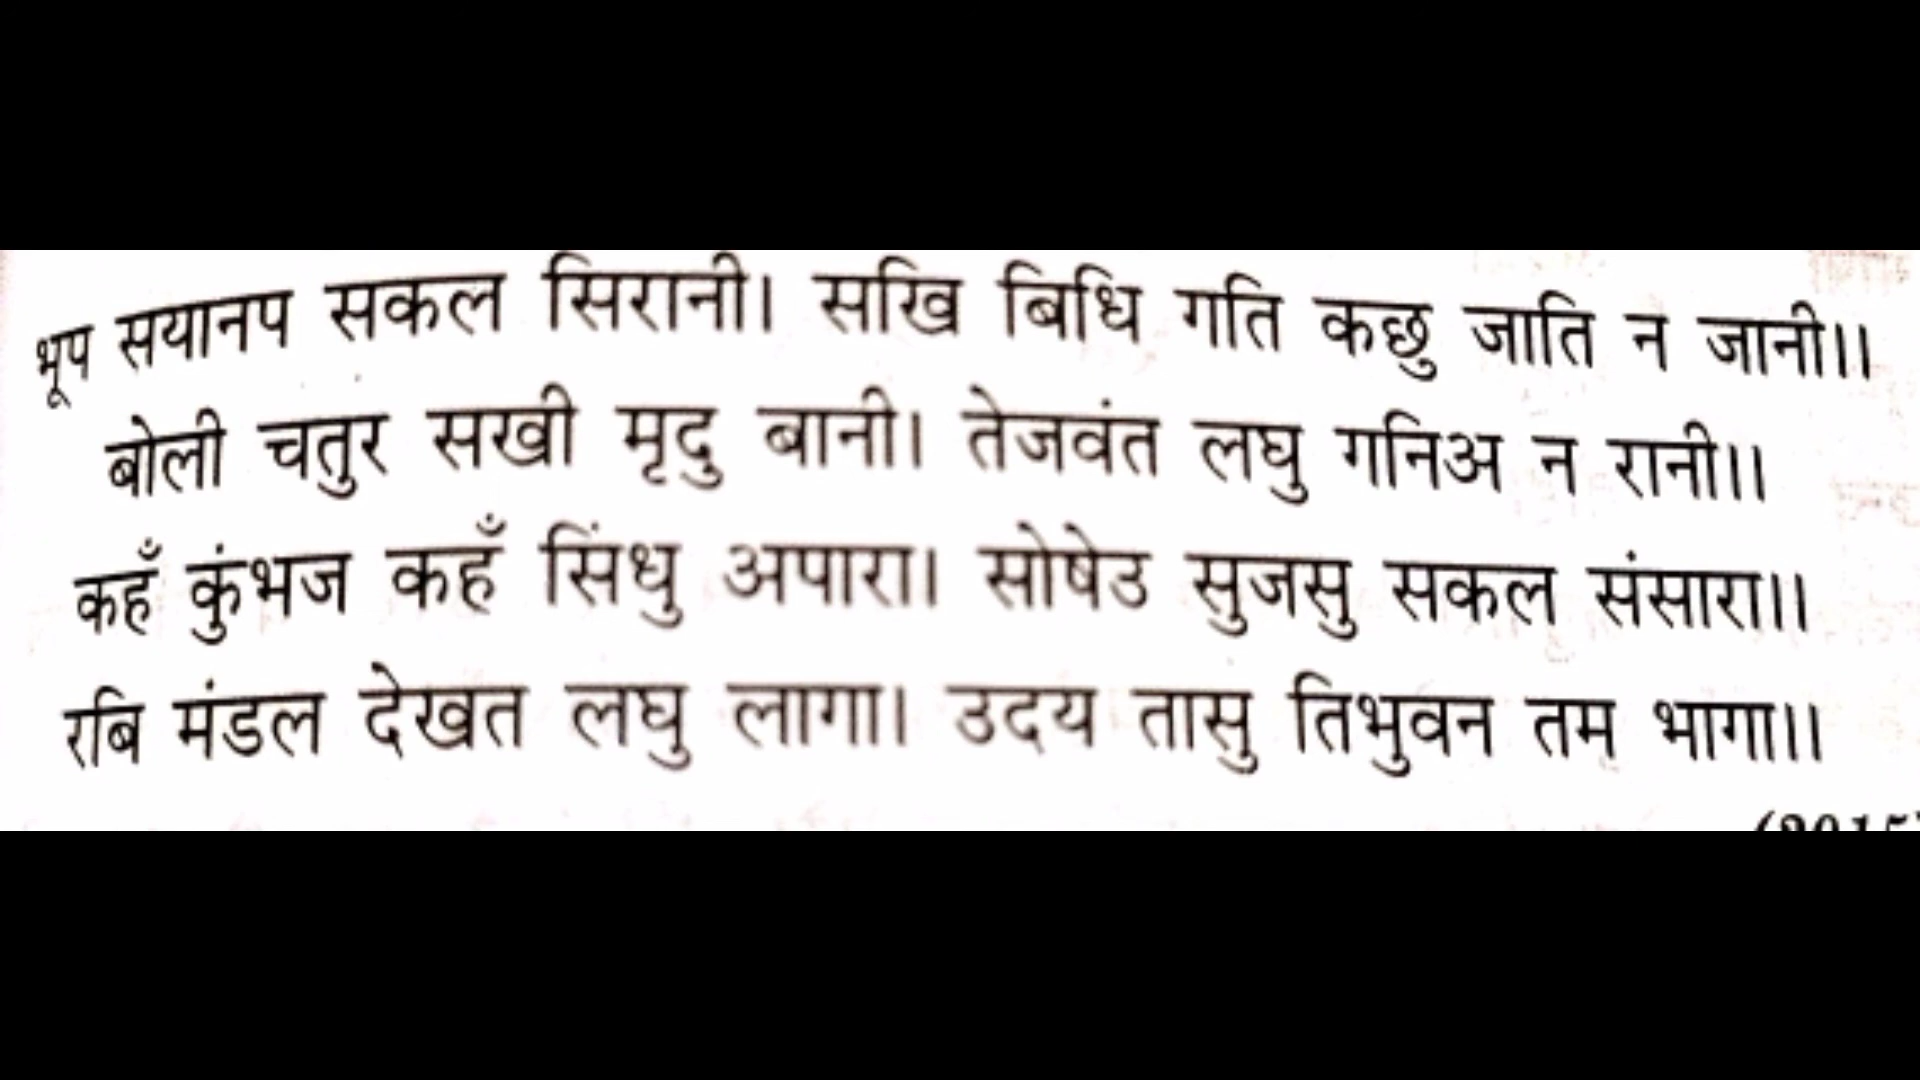 भूप सयानप सकल सिरानी। सखि बिधि गति कछु जाति न जानी।।
बोली चतुर सखी मृदु बानी। तेजवंत लघु गनिअ न रानी।।
कहँ कुंभज कहँ सिंधु अपारा। सोषेउ सुजसु सकल संसारा।।
रबि मंडल देखत लघु लागा। उदय तासु तिभुवन तम भागा।।